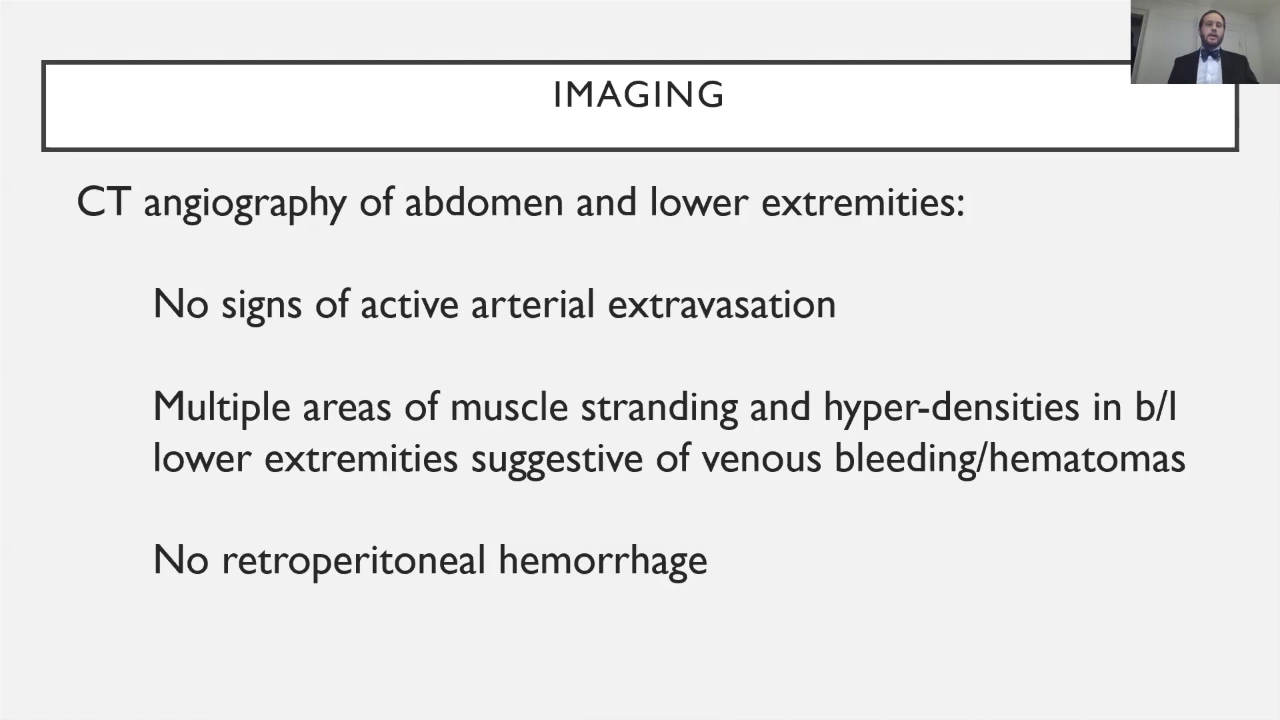 IMAGING
CT angiography of abdomen and lower extremities:
No signs of active arterial extravasation
Multiple areas of muscle stranding and hyper-densities in b/l
lower extremities suggestive of venous bleeding/hematomas
No retroperitoneal hemorrhage